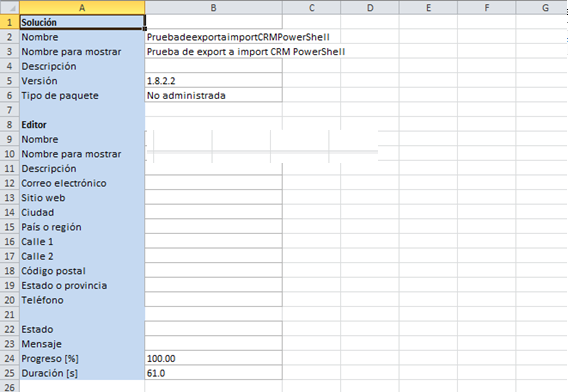 A B C D E F G
1 Solución
2 Nombre PruebadeexportaimportCRMPowerShell
3 Nombre para mostrar Prueba de export a import CRM PowerShell
4 Descripción
5 Versión 1.8.2.2
6 Tipo de paquete No administrada
7
8 Editor
9 Nombre
10 Nombre para mostrar
11 Descripción
12 Correo electrónico
13 Sitio web
14 Ciudad
15 País o región
16 Calle 1
17 Calle 2
18 Código postal
19 Estado o provincia
20 Teléfono
21
22 Estado
23 Mensaje
24 Progreso [%] 100.00
25 Duración [s] 61.0
26